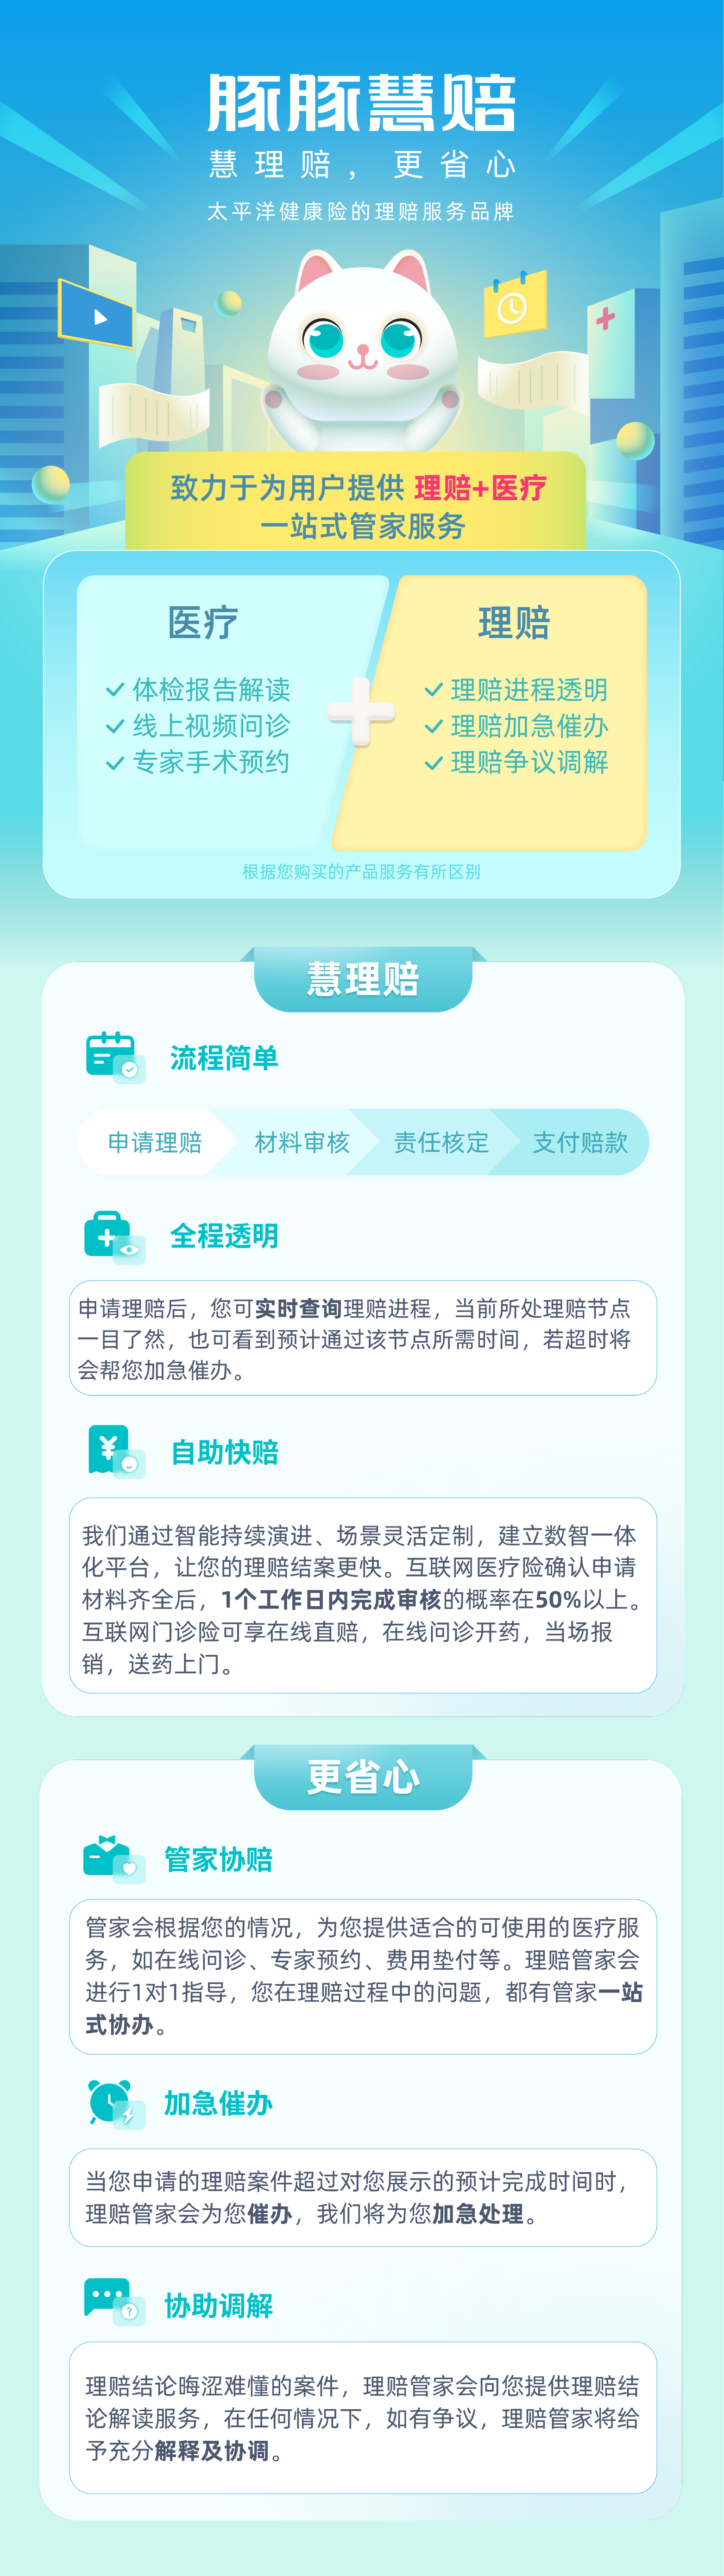 豚豚慧赔
慧理赔，更省心
太平洋健康险的理赔服务品牌
致力于为用户提供 理赔+医疗
一站式管家服务
医疗
体检报告解读
线上视频问诊
专家手术预约
理赔
理赔进程透明
理赔加急催办
理赔争议调解
根据您购买的产品服务有所区别
慧理赔
流程简单
申请理赔 材料审核 责任核定 支付赔款
全程透明
申请理赔后，您可实时查询理赔进程，当前所处理赔节点
一目了然，也可看到预计通过该节点所需时间，若超时将
会帮您加急催办。
自助快赔
我们通过智能持续演进、场景灵活定制，建立数智一体
化平台，让您的理赔结案更快。互联网医疗险确认申请
材料齐全后，1个工作日内完成审核的概率在50%以上。
互联网门诊险可享在线直赔，在线问诊开药，当场报
销，送药上门。
更省心
管家协赔
管家会根据您的情况，为您提供适合的可使用的医疗服
务，如在线问诊、专家预约、费用垫付等。理赔管家会
进行1对1指导，您在理赔过程中的问题，都有管家一站
式协办。
加急催办
当您申请的理赔案件超过对您展示的预计完成时间时，
理赔管家会为您催办，我们将为您加急处理。
协助调解
理赔结论晦涩难懂的案件，理赔管家会向您提供理赔结
论解读服务，在任何情况下，如有争议，理赔管家将给
予充分解释及协调。